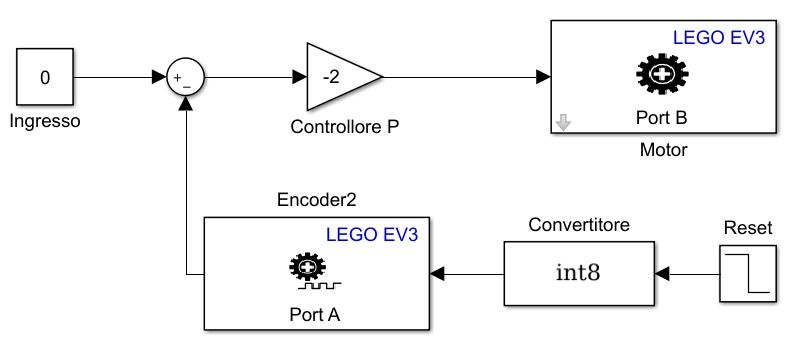 LEGO EV3
0
+
−
-2
Port B
Ingresso
Controllore P
Motor
Encoder2
Convertitore
Reset
LEGO EV3
int8
Port A